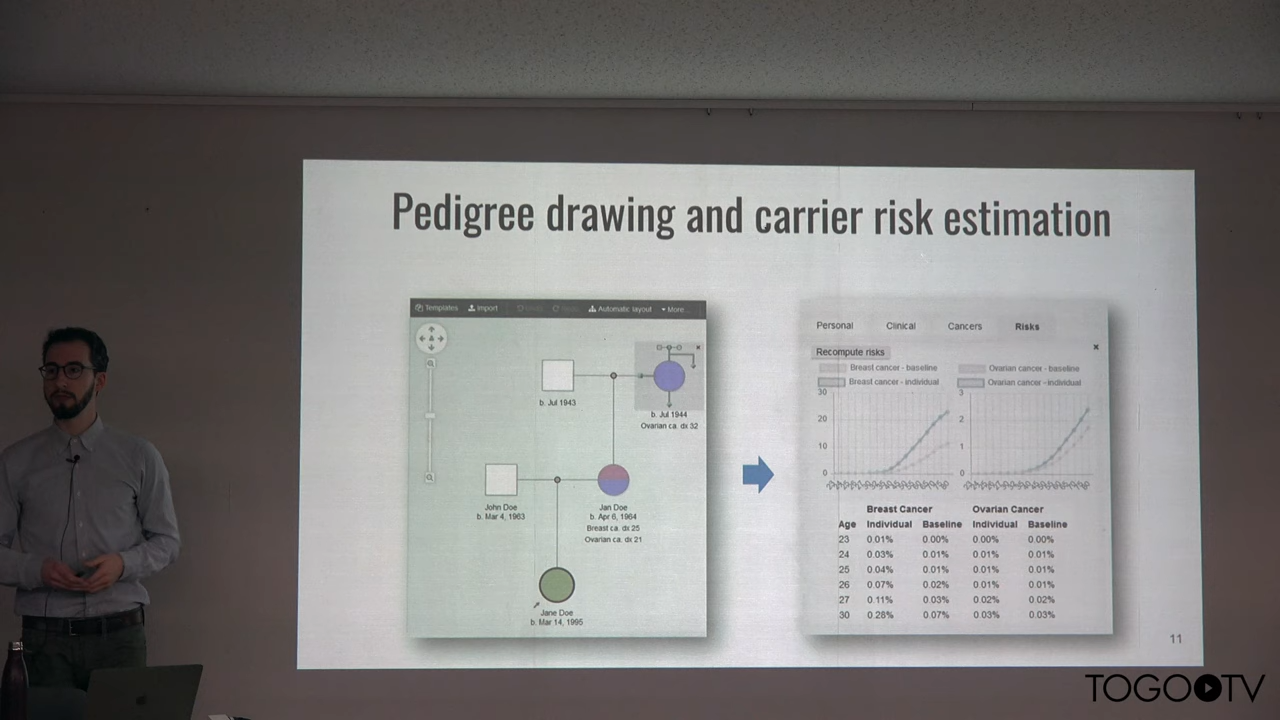 Pedigree drawing and carrier risk estimation
Templates Import Automatic layout More...
b. Jul 1943
b. Jul 1944
Ovarian ca. dx 32
John Doe
b. Mar 4, 1963
Jan Doe
b. Apr 6, 1964
Breast ca. dx 25
Ovarian ca. dx 21
Jane Doe
b. Mar 14, 1995
Personal Clinical Cancers Risks
Recompute risks
Breast cancer - baseline Ovarian cancer - baseline
Breast cancer - individual Ovarian cancer - individual
30 3
20 2
10 1
0 0
Breast Cancer Ovarian Cancer
Age Individual Baseline Individual Baseline
23 0.01% 0.00% 0.00% 0.00%
24 0.03% 0.01% 0.01% 0.01%
25 0.04% 0.01% 0.01% 0.01%
26 0.07% 0.02% 0.01% 0.01%
27 0.11% 0.03% 0.02% 0.02%
30 0.28% 0.07% 0.03% 0.03%
11
TOGO TV